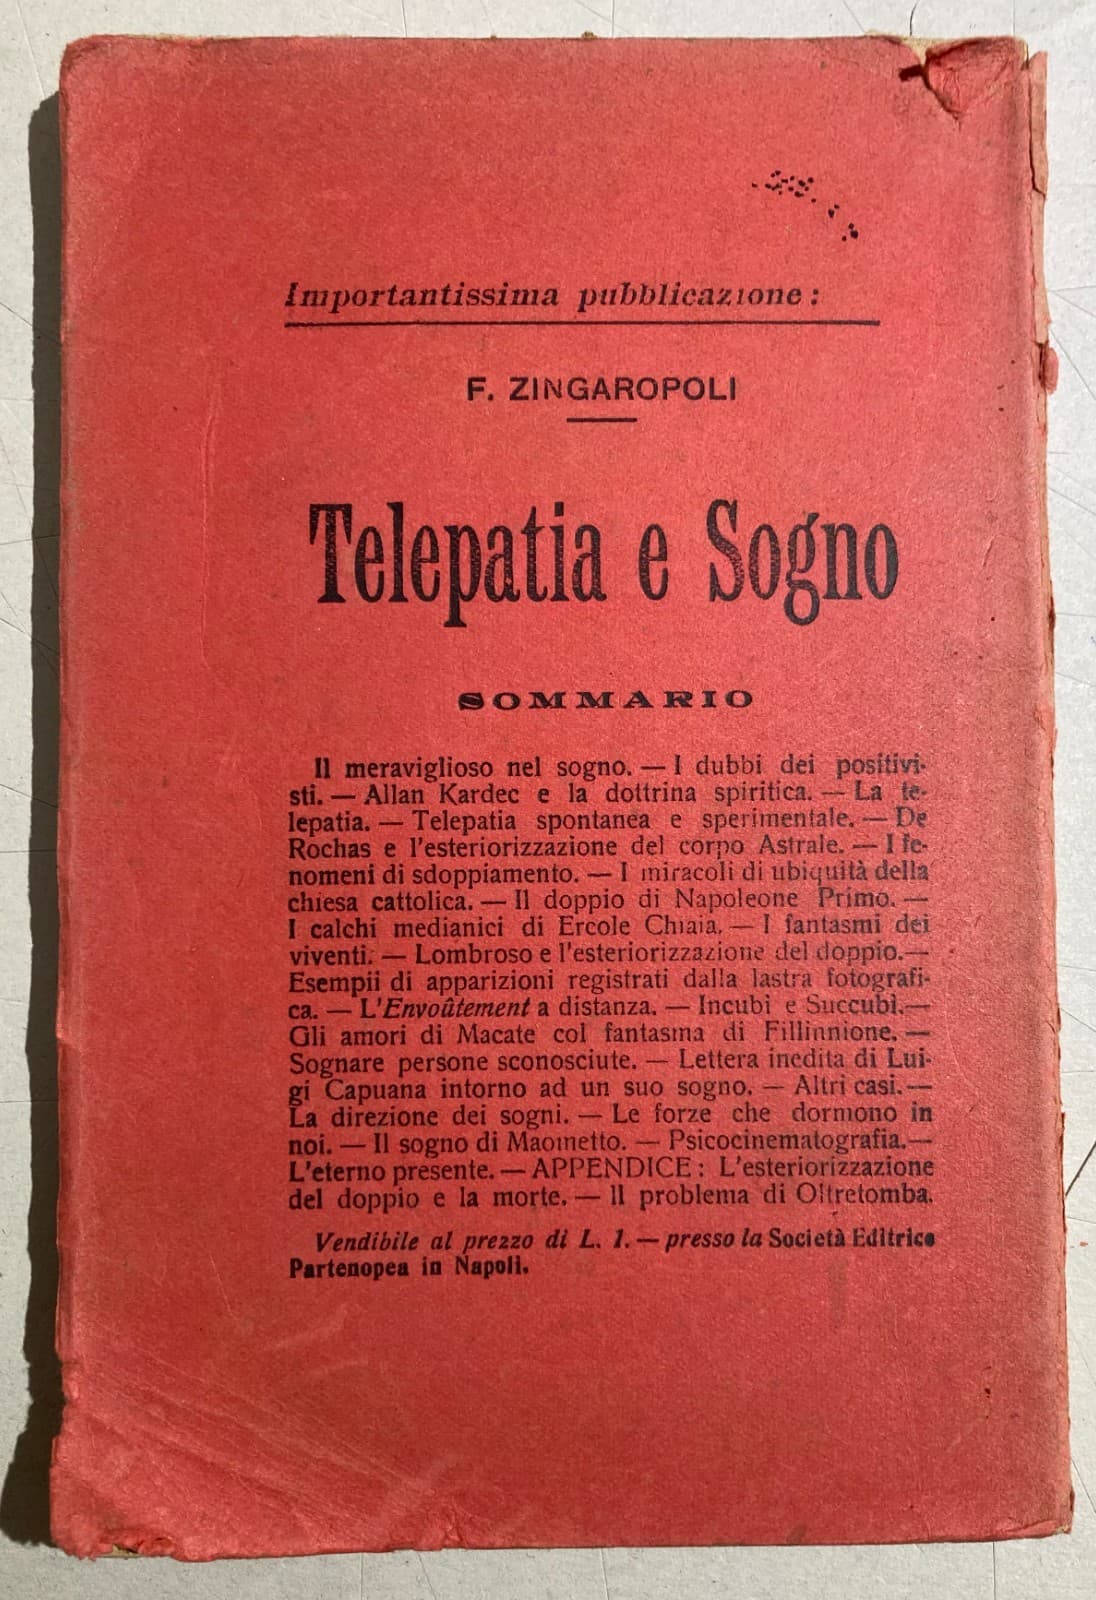 Importantissima pubblicazione:
F. ZINGAROPOLI
Telepatia e Sogno
SOMMARIO
Il meraviglioso nel sogno. — I dubbi dei positivi-
sti. — Allan Kardec e la dottrina spiritica. — La te-
lepatia. — Telepatia spontanea e sperimentale. — De
Rochas e l'esteriorizzazione del corpo Astrale. — I fe-
nomeni di sdoppiamento. — I miracoli di ubiquità della
chiesa cattolica. — Il doppio di Napoleone Primo. —
I calchi medianici di Ercole Chiaia. — I fantasmi dei
viventi. — Lombroso e l'esteriorizzazione del doppio. —
Esempii di apparizioni registrati dalla lastra fotografi-
ca. — L'Envoûtement a distanza. — Incubi e Succubi. —
Gli amori di Macate col fantasma di Fillinnione. —
Sognare persone sconosciute. — Lettera inedita di Lui-
gi Capuana intorno ad un suo sogno. — Altri casi. —
La direzione dei sogni. — Le forze che dormono in
noi. — Il sogno di Maometto. — Psicocinematografia. —
L'eterno presente. — APPENDICE: L'esteriorizzazione
del doppio e la morte. — Il problema di Oltretomba.
Vendibile al prezzo di L. 1. — presso la Società Editrice
Partenopea in Napoli.